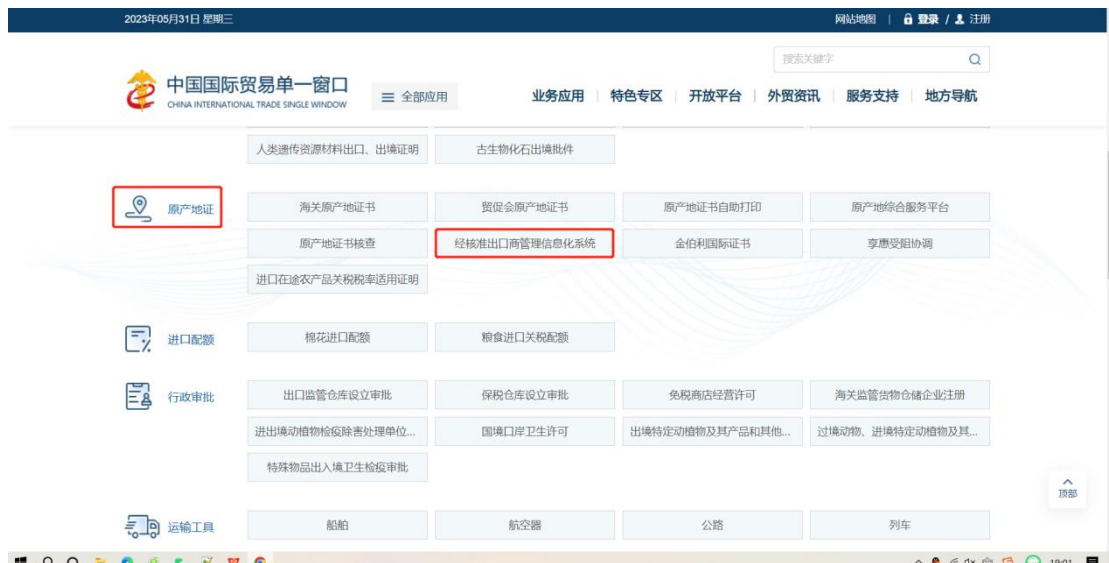 2023年05月31日 星期三
网站地图 | 登录 / 注册
搜索关键字
中国国际贸易单一窗口
CHINA INTERNATIONAL TRADE SINGLE WINDOW
全部应用
业务应用 特色专区 开放平台 外贸资讯 服务支持 地方导航
人类遗传资源材料出口、出境证明 古生物化石出境批件
原产地证 海关原产地证书 贸促会原产地证书 原产地证书自助打印 原产地综合服务平台
原产地证书核查 经核准出口商管理信息化系统 金伯利国际证书 享惠受阻协调
进口在途农产品关税税率适用证明
进口配额 棉花进口配额 粮食进口关税配额
行政审批 出口监管仓库设立审批 保税仓库设立审批 免税商店经营许可 海关监管货物仓储企业注册
进出境动植物检疫除害处理单位... 国境口岸卫生许可 出境特定动植物及其产品和其他... 过境动物、进境特定动植物及其...
特殊物品出入境卫生检疫审批
顶部
运输工具 船舶 航空器 公路 列车